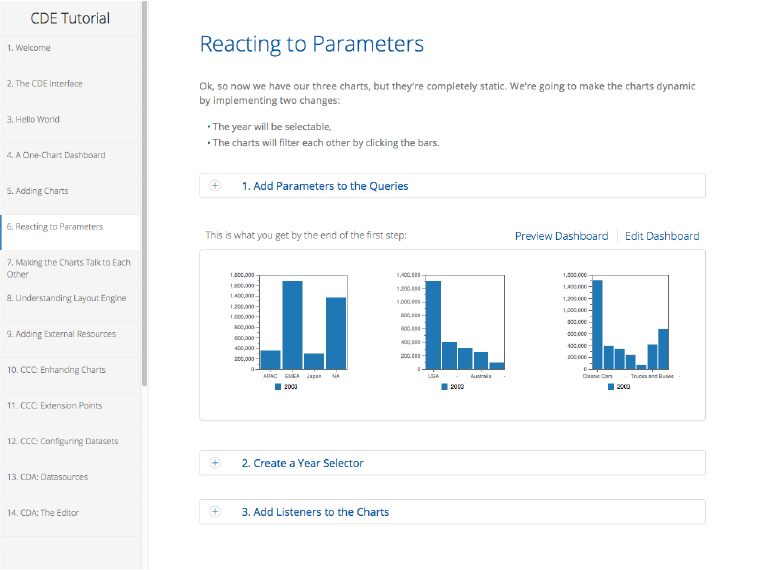 CDE Tutorial
1. Welcome
2. The CDE Interface
3. Hello World
4. A One-Chart Dashboard
5. Adding Charts
6. Reacting to Parameters
7. Making the Charts Talk to Each
Other
8. Understanding Layout Engine
9. Adding External Resources
10. CCC: Enhancing Charts
11. CCC: Extension Points
12. CCC: Configuring Datasets
13. CDA: Datasources
14. CDA: The Editor
Reacting to Parameters
Ok, so now we have our three charts, but they're completely static. We're going to make the charts dynamic
by implementing two changes:
• The year will be selectable,
• The charts will filter each other by clicking the bars.
1. Add Parameters to the Queries
This is what you get by the end of the first step:
Preview Dashboard
Edit Dashboard
1,800,000
1,600,000
1,400,000
1,200,000
1,000,000
800,000
600,000
400,000
200,000
0
APAC EMEA Japan NA
2003
1,400,000
1,200,000
1,000,000
800,000
600,000
400,000
200,000
0
USA Australia
2003
1,600,000
1,400,000
1,200,000
1,000,000
800,000
600,000
400,000
200,000
0
Classic Cars Trucks and Buses
2003
2. Create a Year Selector
3. Add Listeners to the Charts